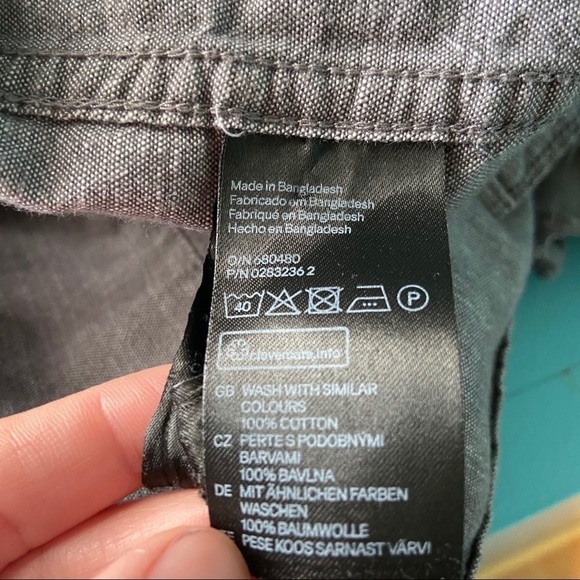 Made in Bangladesh
Fabricado em Bangladesh
Fabriqué en Bangladesh
Hecho en Bangladesh
O/N 680480
P/N 0283236 2
40 P
clevercare.info
GB WASH WITH SIMILAR
COLOURS
100% COTTON
CZ PERTE S PODOBNÝMI
BARVAMI
100% BAVLNA
DE MIT ÄHNLICHEN FARBEN
WASCHEN
100% BAUMWOLLE
PESE KOOS SARNAST VÄRVI